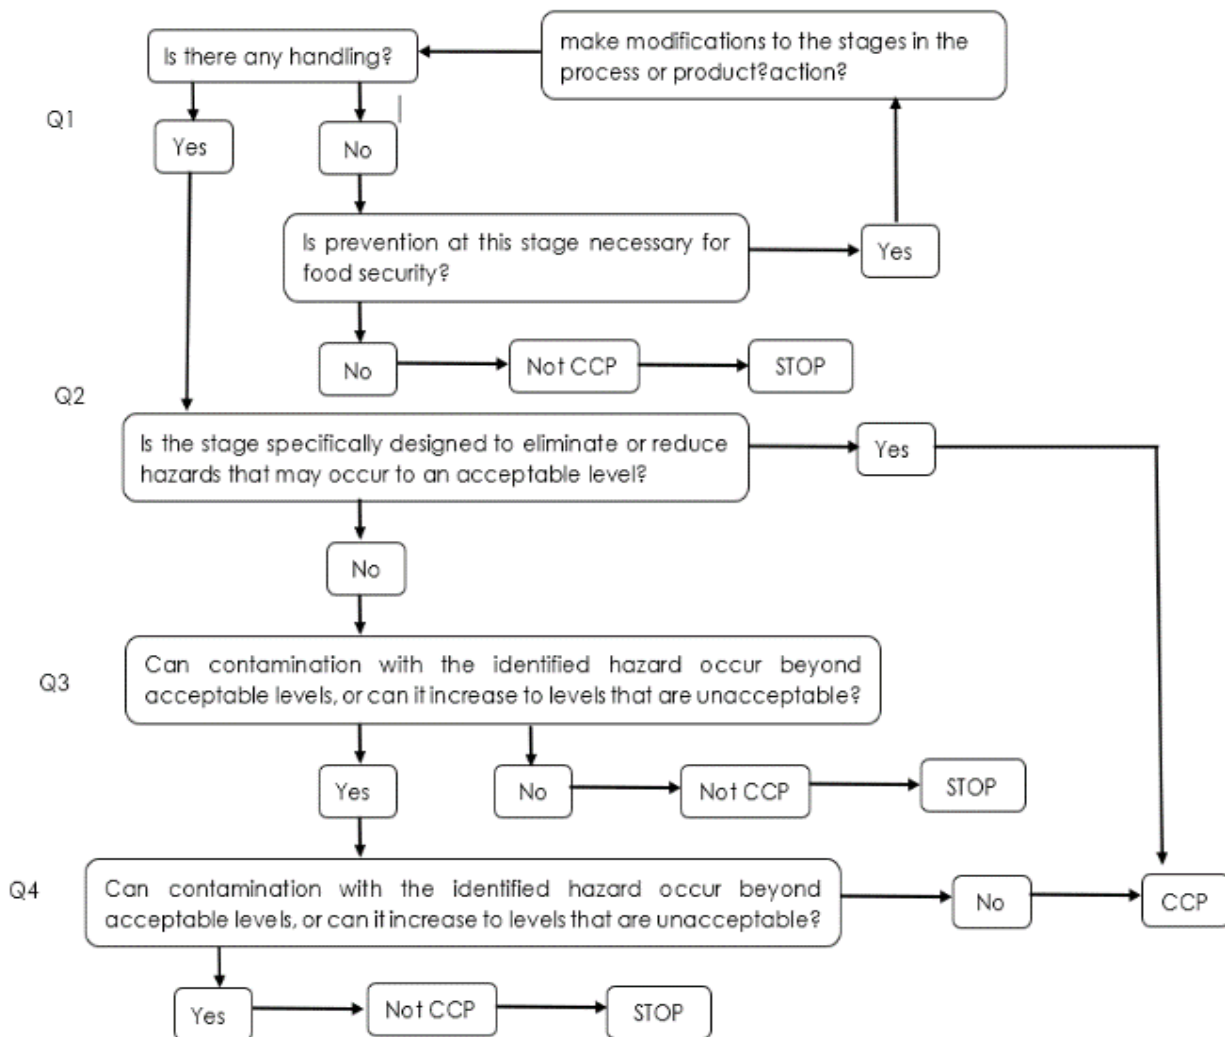 Is there any handling?
make modifications to the stages in the
process or product?action?
Q1
Yes
No
Is prevention at this stage necessary for
food security?
Yes
No
Not CCP
STOP
Q2
Is the stage specifically designed to eliminate or reduce
hazards that may occur to an acceptable level?
Yes
No
Q3
Can contamination with the identified hazard occur beyond
acceptable levels, or can it increase to levels that are unacceptable?
Yes
No
Not CCP
STOP
Q4
Can contamination with the identified hazard occur beyond
acceptable levels, or can it increase to levels that are unacceptable?
No
CCP
Yes
Not CCP
STOP